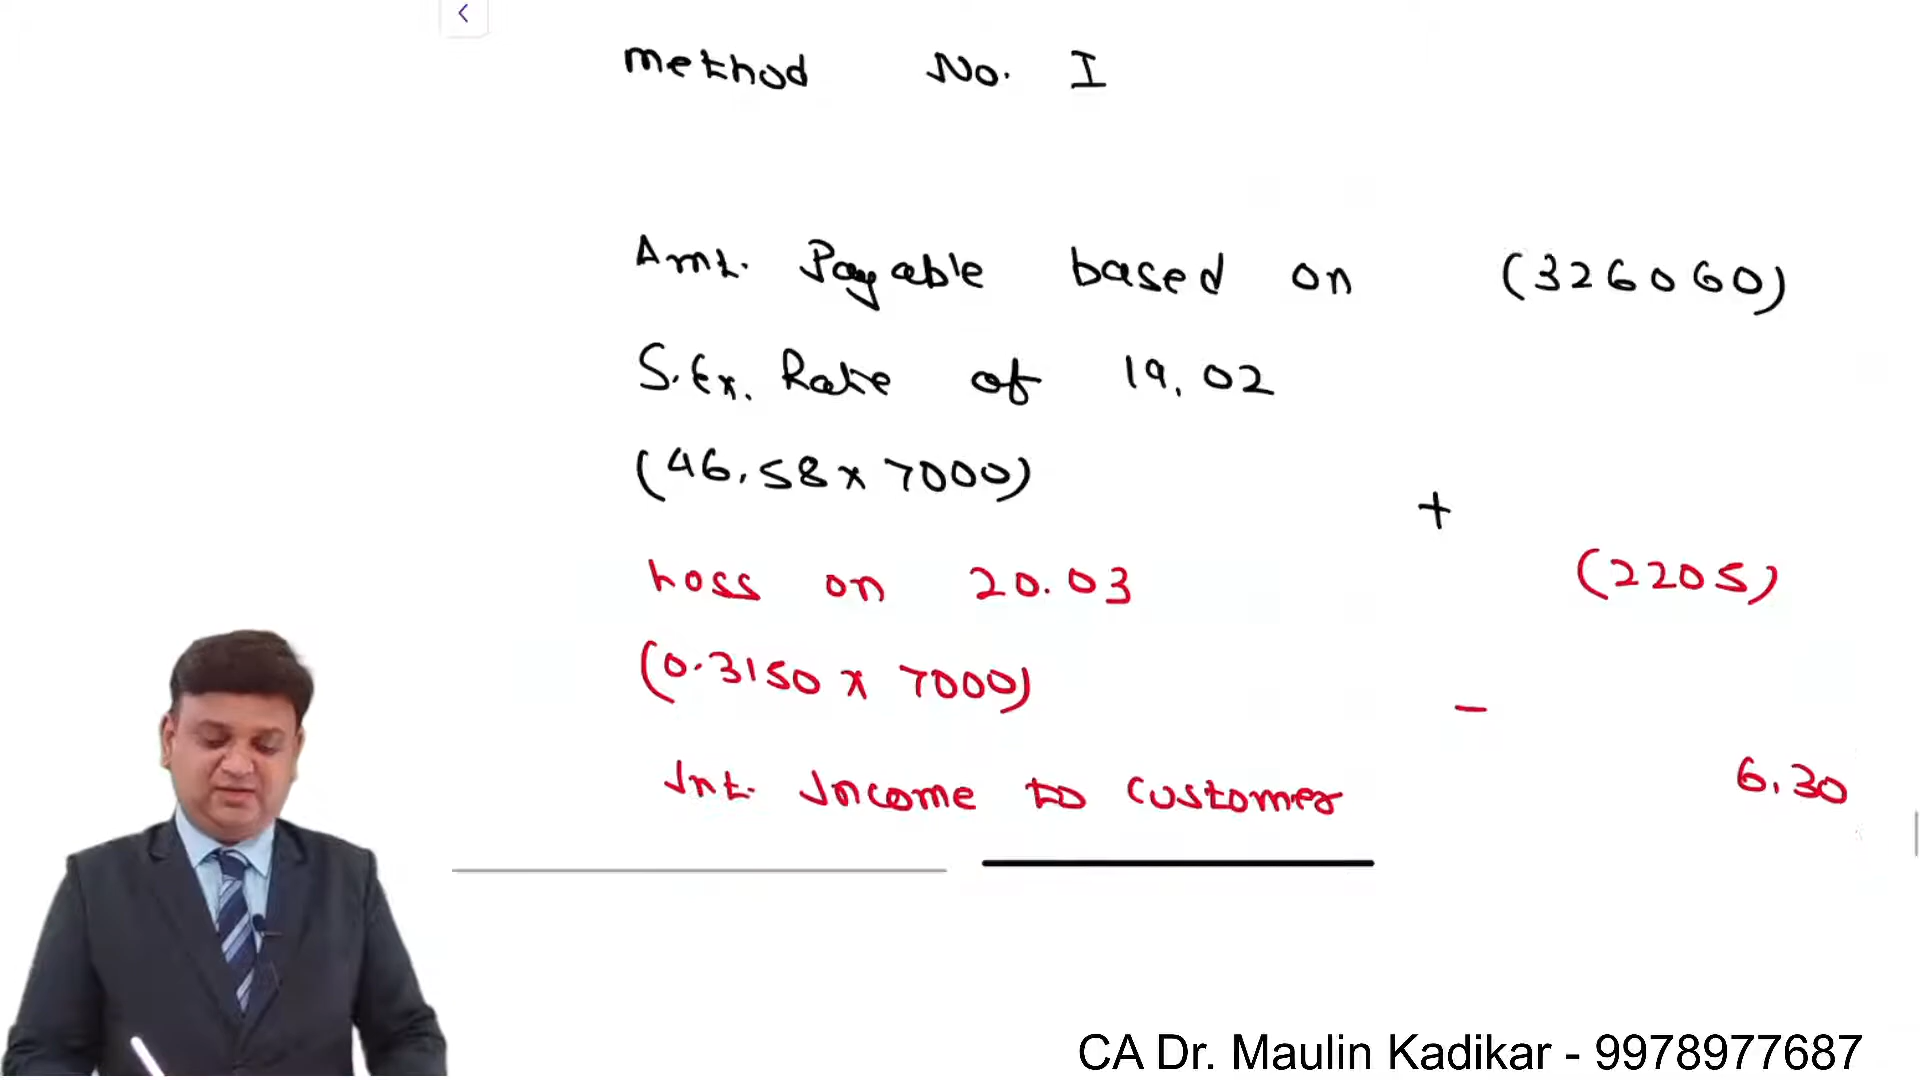 Method No. I
Amt. Payable based on (326060)
S.Ex. Rate of 19.02
(46.58 x 7000)
+
Loss on 20.03 (2205)
(0.3150 x 7000)
-
Int. Income to Customer 6.30
CA Dr. Maulin Kadikar - 9978977687